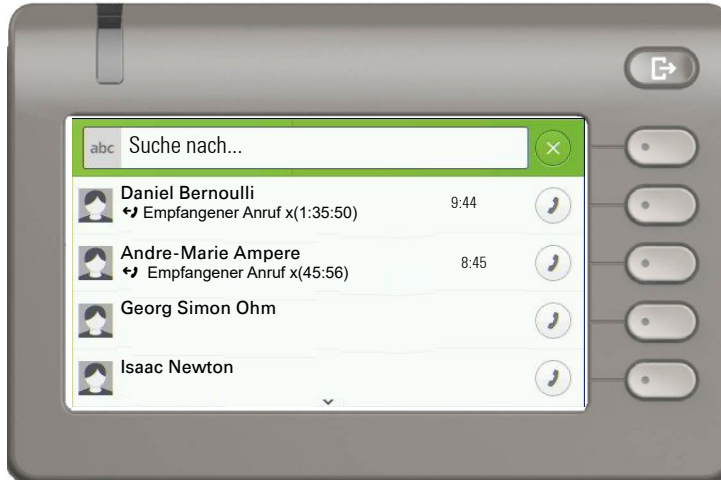 abc Suche nach...
Daniel Bernoulli
Empfangener Anruf x(1:35:50) 9:44
Andre-Marie Ampere
Empfangener Anruf x(45:56) 8:45
Georg Simon Ohm
Isaac Newton